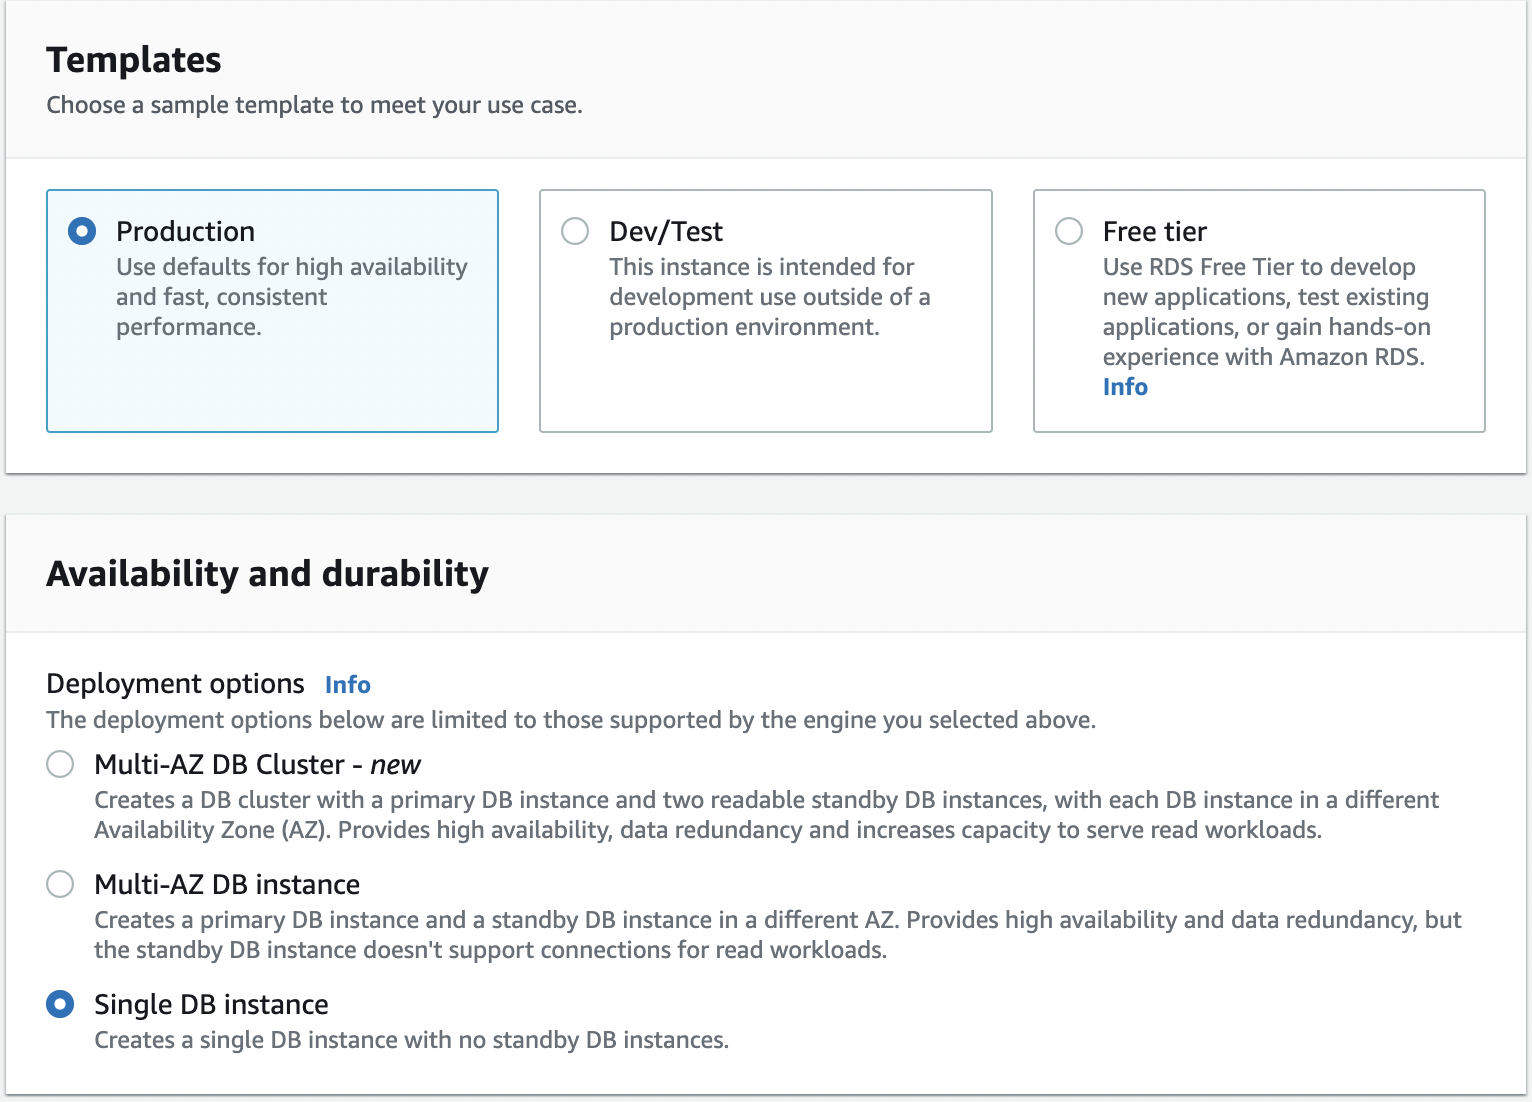 Templates
Choose a sample template to meet your use case.
Production
Use defaults for high availability
and fast, consistent
performance.
Dev/Test
This instance is intended for
development use outside of a
production environment.
Free tier
Use RDS Free Tier to develop
new applications, test existing
applications, or gain hands-on
experience with Amazon RDS.
Info
Availability and durability
Deployment options Info
The deployment options below are limited to those supported by the engine you selected above.
Multi-AZ DB Cluster - new
Creates a DB cluster with a primary DB instance and two readable standby DB instances, with each DB instance in a different
Availability Zone (AZ). Provides high availability, data redundancy and increases capacity to serve read workloads.
Multi-AZ DB instance
Creates a primary DB instance and a standby DB instance in a different AZ. Provides high availability and data redundancy, but
the standby DB instance doesn't support connections for read workloads.
Single DB instance
Creates a single DB instance with no standby DB instances.